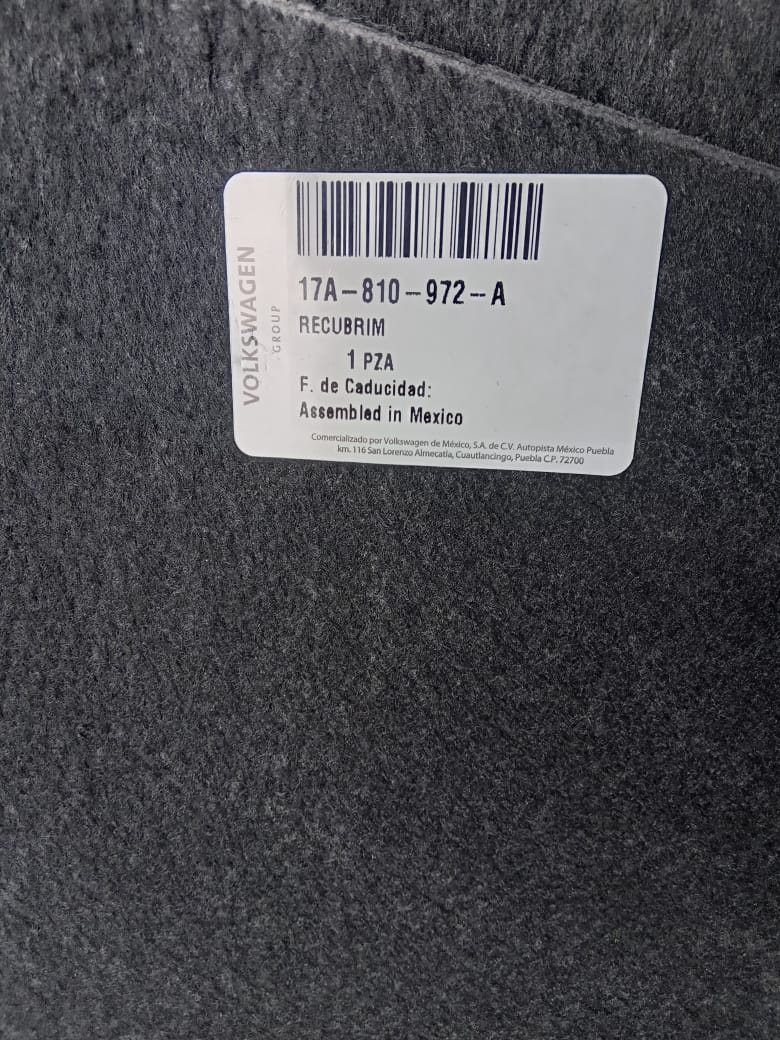 VOLKSWAGEN
GROUP
17A-810-972-A
RECUBRIM
1 PZA
F. de Caducidad:
Assembled in Mexico
Comercializado por Volkswagen de México, S.A. de C.V. Autopista México Puebla
km. 116 San Lorenzo Almecatla, Cuautlancingo, Puebla C.P. 72700